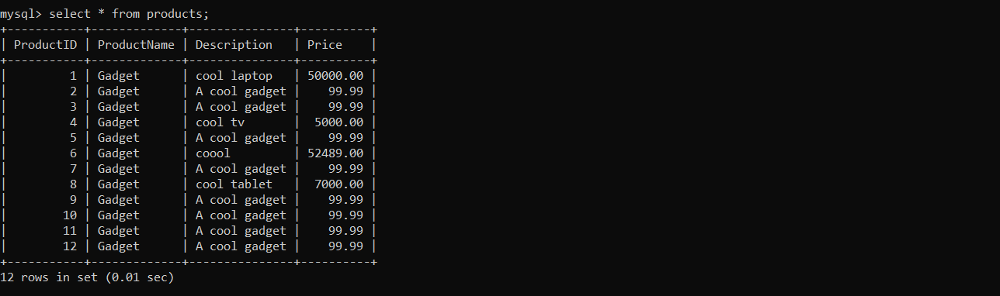 mysql> select * from products;
+-----------+-------------+---------------+----------+
| ProductID | ProductName | Description   | Price    |
+-----------+-------------+---------------+----------+
|         1 | Gadget      | cool laptop   | 50000.00 |
|         2 | Gadget      | A cool gadget |    99.99 |
|         3 | Gadget      | A cool gadget |    99.99 |
|         4 | Gadget      | cool tv       |  5000.00 |
|         5 | Gadget      | A cool gadget |    99.99 |
|         6 | Gadget      | coool         | 52489.00 |
|         7 | Gadget      | A cool gadget |    99.99 |
|         8 | Gadget      | cool tablet   |  7000.00 |
|         9 | Gadget      | A cool gadget |    99.99 |
|        10 | Gadget      | A cool gadget |    99.99 |
|        11 | Gadget      | A cool gadget |    99.99 |
|        12 | Gadget      | A cool gadget |    99.99 |
+-----------+-------------+---------------+----------+
12 rows in set (0.01 sec)